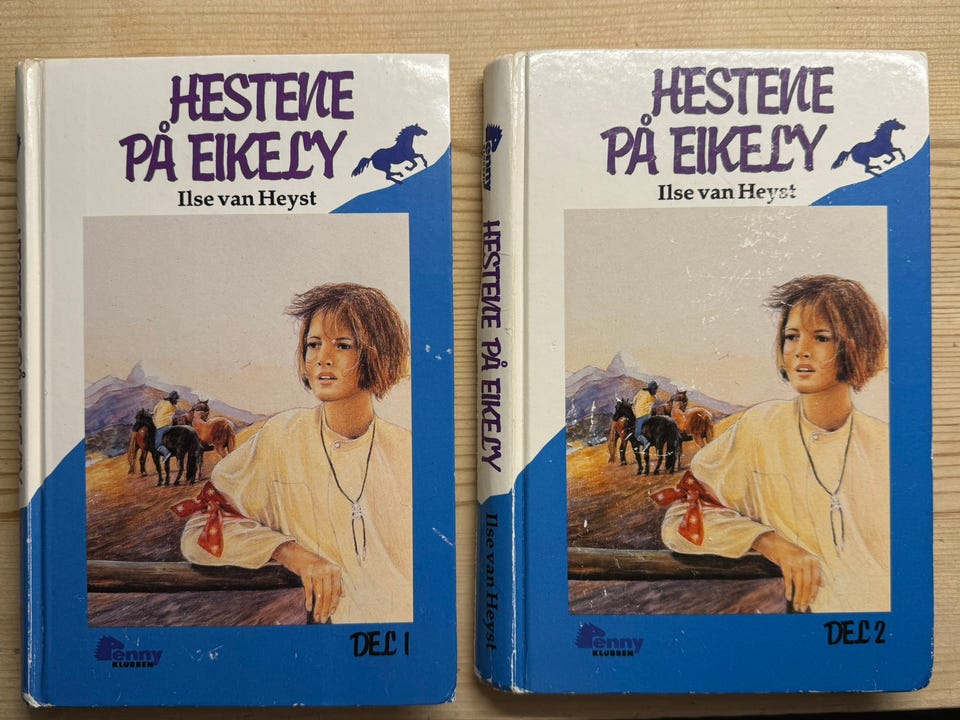 HESTENE
PÅ EIKELY
Ilse van Heyst
Penny
KLUBBEN
DEL 1
Penny
HESTENE PÅ EIKELY
Ilse van Heyst
HESTENE
PÅ EIKELY
Ilse van Heyst
Penny
KLUBBEN
DEL 2